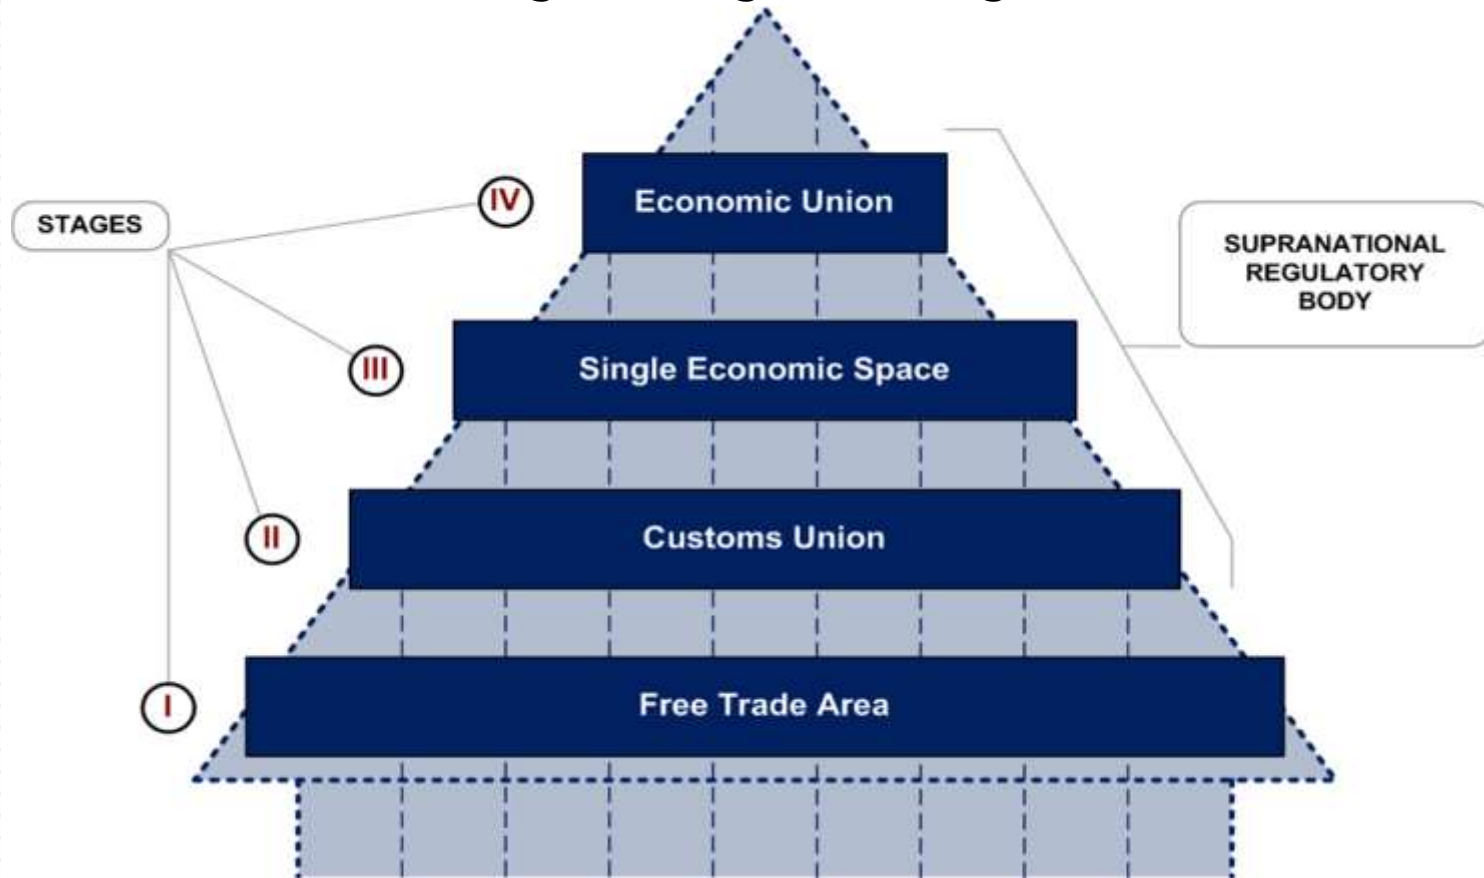 STAGES
IV
Economic Union
SUPRANATIONAL
REGULATORY
BODY
III
Single Economic Space
II
Customs Union
I
Free Trade Area